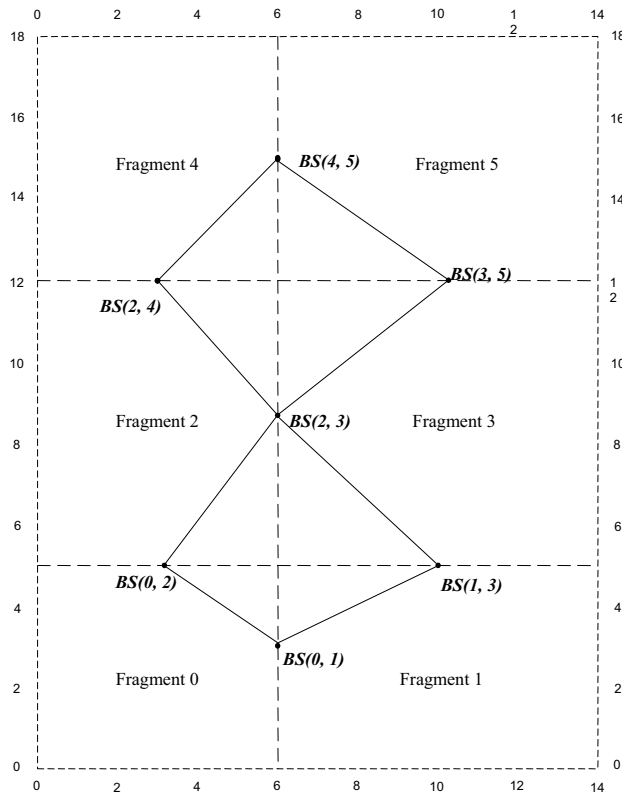 0 2 4 6 8 10 1 14
2
18 18
16 16
Fragment 4 BS(4, 5) Fragment 5
14 14
12 BS(3, 5) 1
2
BS(2, 4)
10 10
Fragment 2 BS(2, 3) Fragment 3
8 8
6 6
BS(0, 2) BS(1, 3)
4 4
BS(0, 1)
Fragment 0 Fragment 1
2 2
0 0
0 2 4 6 8 10 12 14